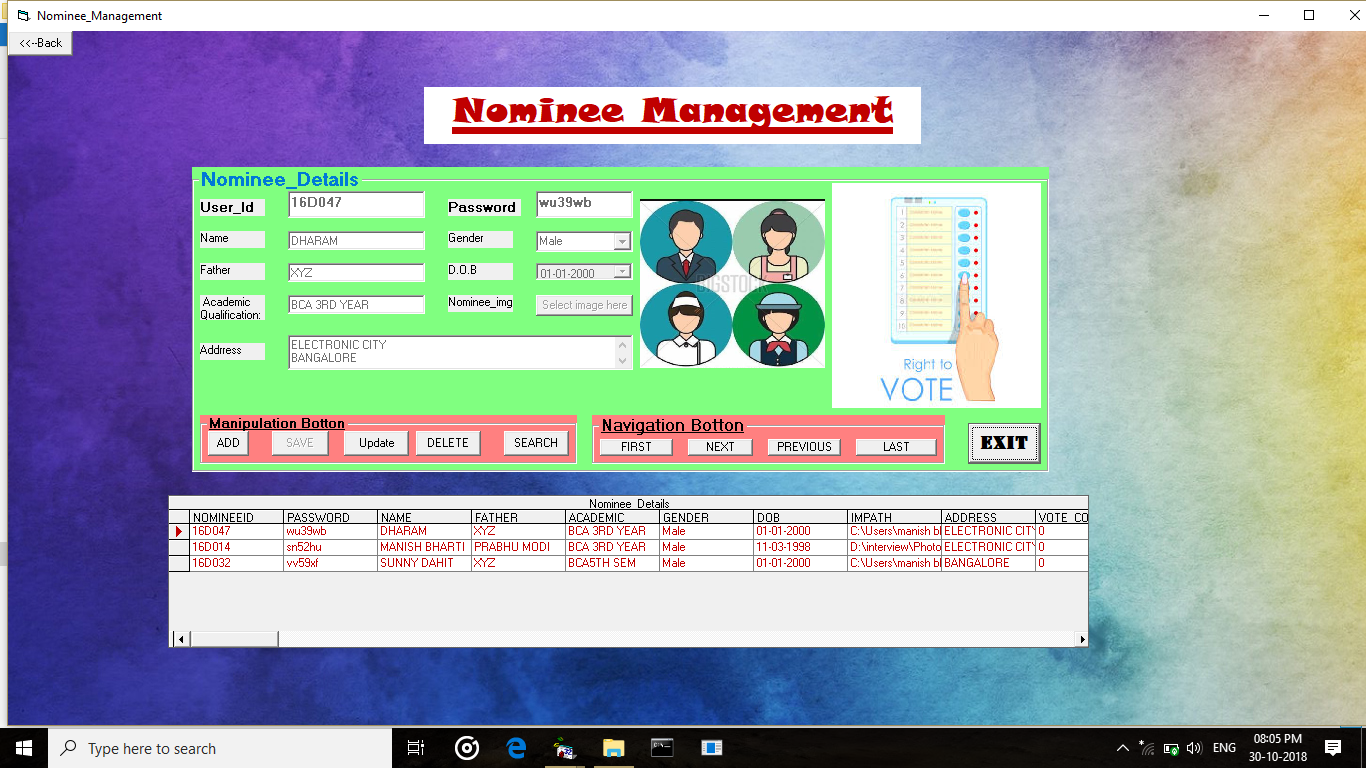 Nominee_Management
<<--Back
Nominee Management
Nominee_Details
User_Id 16D047 Password wu39wb
Name DHARAM Gender Male
Father XYZ D.O.B 01-01-2000
Academic Qualification: BCA 3RD YEAR Nominee_img Select image here
Addrress ELECTRONIC CITY
BANGALORE
BIGSTOCK
1
2
3
4
5
6
7
8
9
10
Right to
VOTE
Manipulation Botton
ADD SAVE Update DELETE SEARCH
Navigation Botton
FIRST NEXT PREVIOUS LAST
EXIT
Nominee Details
NOMINEEID PASSWORD NAME FATHER ACADEMIC GENDER DOB IMPATH ADDRESS VOTE_CO
16D047 wu39wb DHARAM XYZ BCA 3RD YEAR Male 01-01-2000 C:\Users\manish bl ELECTRONIC CITY 0
16D014 sn52hu MANISH BHARTI PRABHU MODI BCA 3RD YEAR Male 11-03-1998 D:\interview\Photo ELECTRONIC CITY 0
16D032 vv59xf SUNNY DAHIT XYZ BCA5TH SEM Male 01-01-2000 C:\Users\manish bl BANGALORE 0
Type here to search
ENG
08:05 PM
30-10-2018